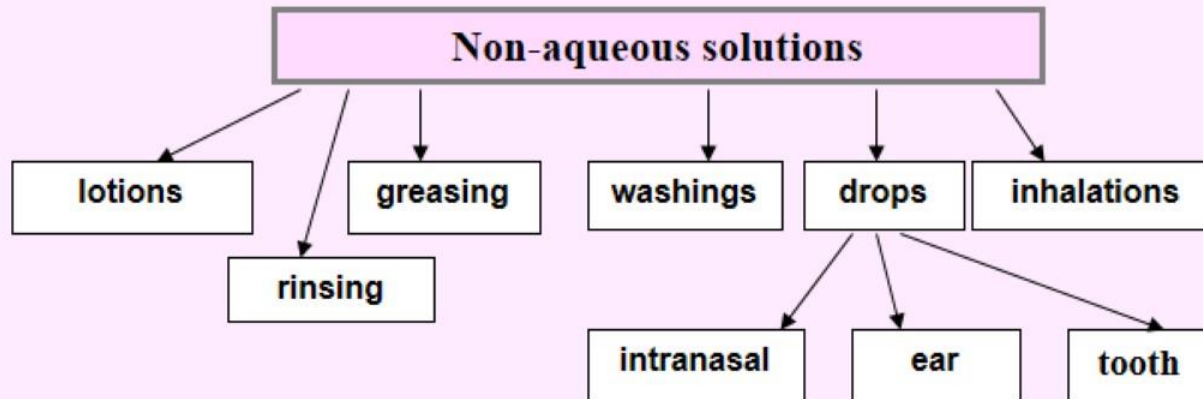 Non-aqueous solutions
lotions
greasing
washings
drops
inhalations
rinsing
intranasal
ear
tooth